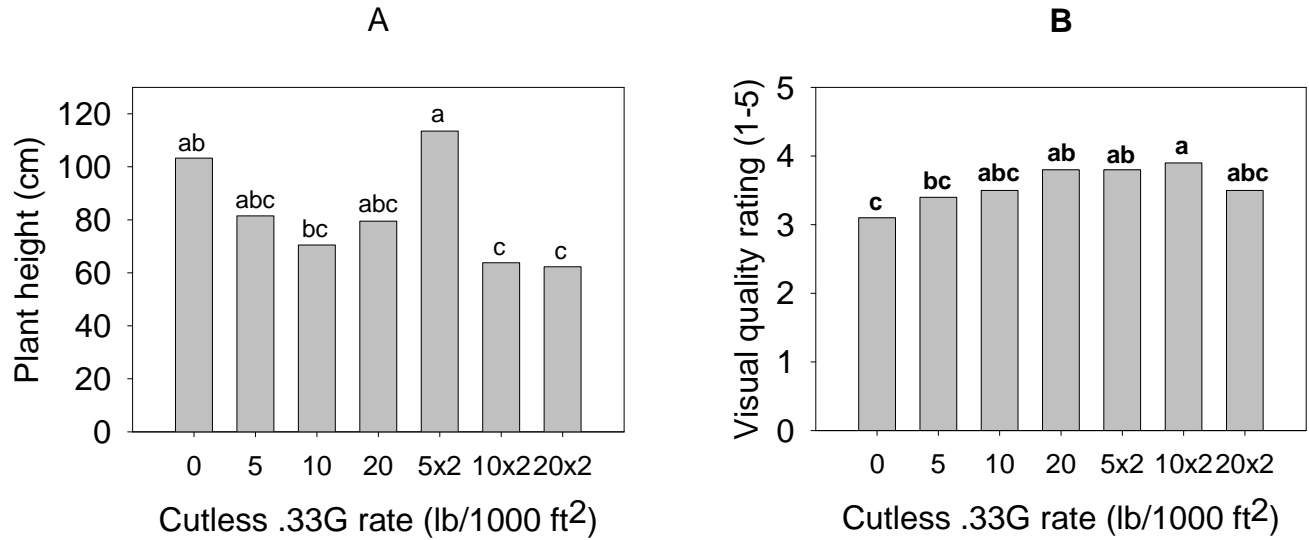 A
Plant height (cm)
120
100
80
60
40
20
0
ab
abc
bc
abc
a
c
c
0 5 10 20 5x2 10x2 20x2
Cutless .33G rate (lb/1000 ft²)
B
Visual quality rating (1-5)
5
4
3
2
1
0
c
bc
abc
ab
ab
a
abc
0 5 10 20 5x2 10x2 20x2
Cutless .33G rate (lb/1000 ft²)